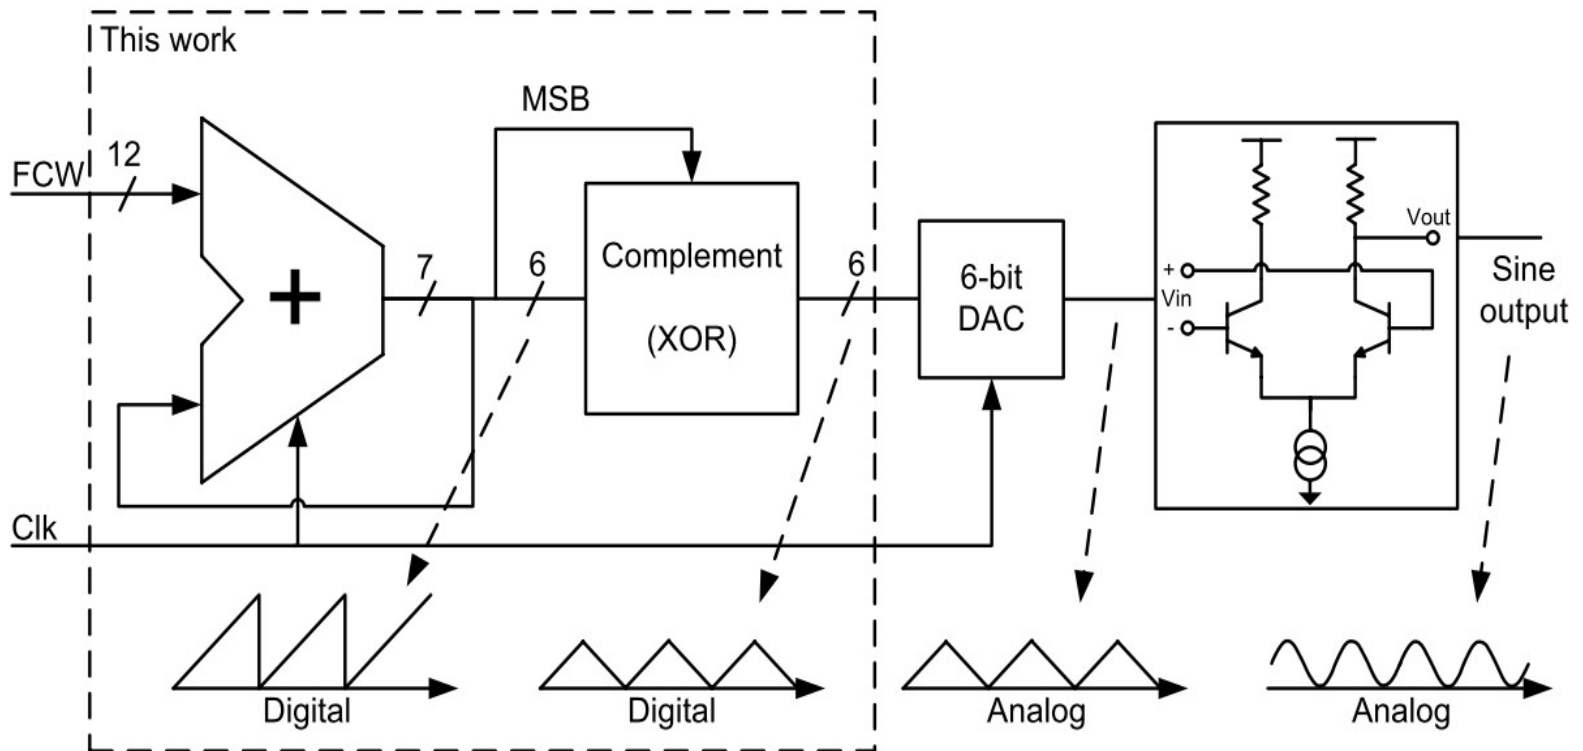 This work
MSB
FCW
12
+
7
6
Complement
(XOR)
6
6-bit
DAC
Vout
+
Vin
-
Sine
output
Clk
Digital
Digital
Analog
Analog